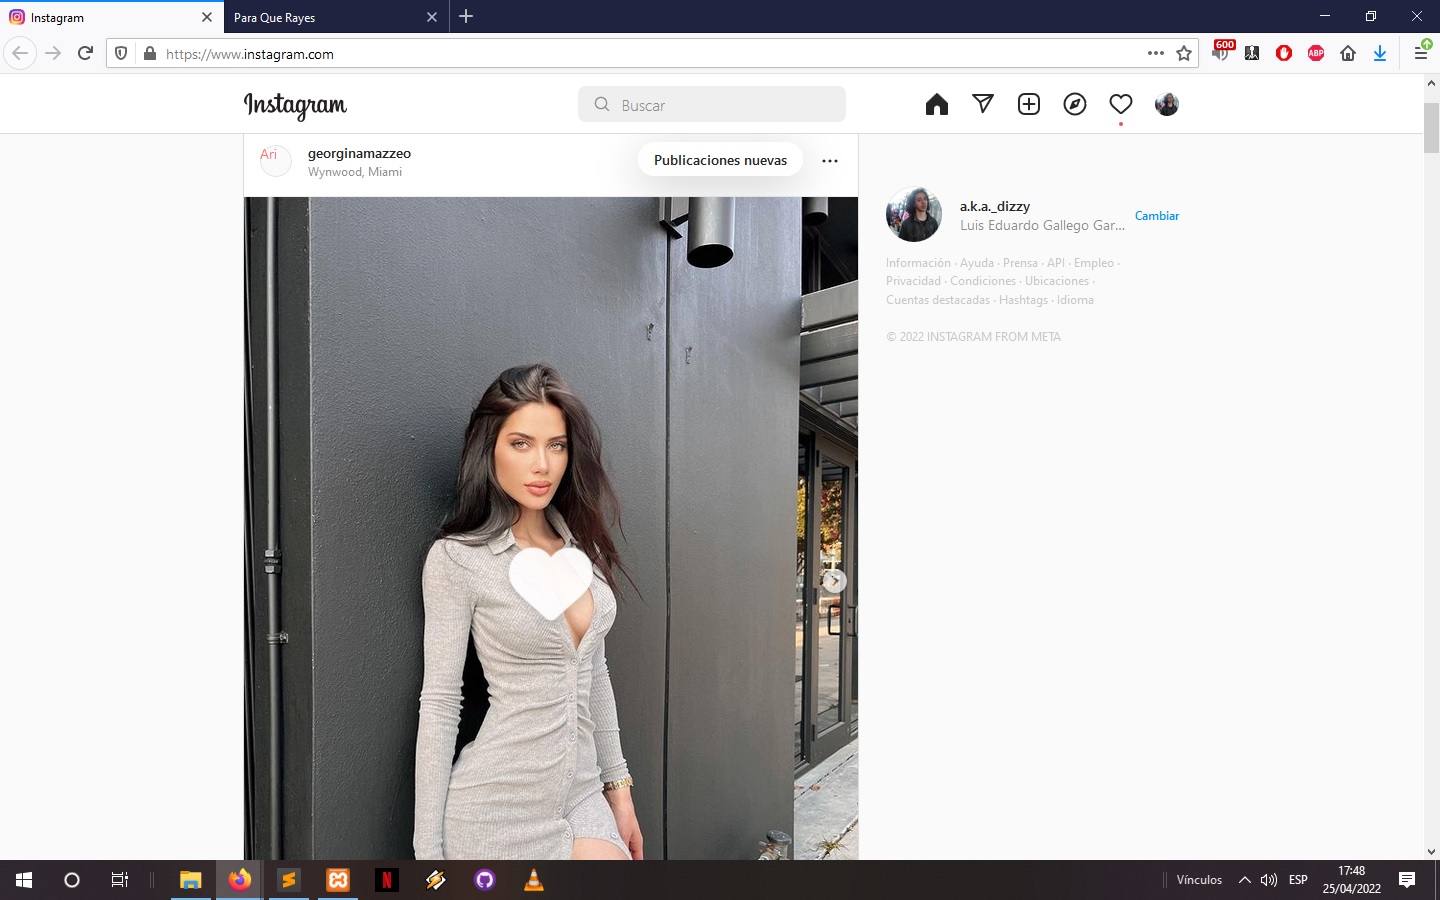 Instagram
Para Que Rayes
https://www.instagram.com
600
ABP
Instagram
Buscar
Ari
georginamazzeo
Wynwood, Miami
Publicaciones nuevas
a.k.a._dizzy
Luis Eduardo Gallego Gar...
Cambiar
Información · Ayuda · Prensa · API · Empleo ·
Privacidad · Condiciones · Ubicaciones ·
Cuentas destacadas · Hashtags · Idioma
© 2022 INSTAGRAM FROM META
N
Vínculos
ESP
17:48
25/04/2022